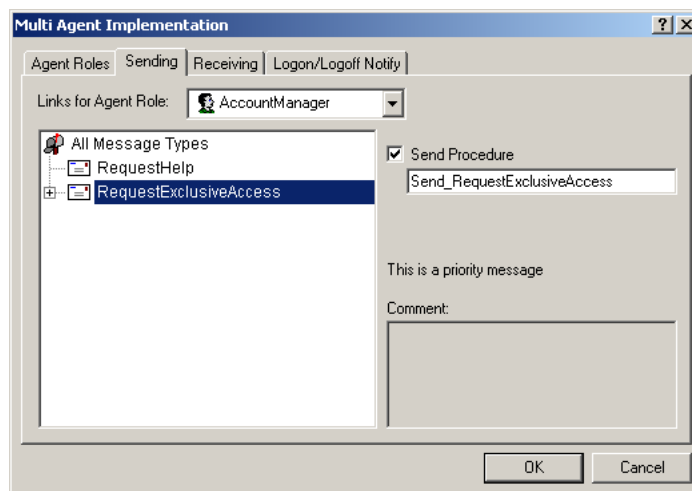 Multi Agent Implementation
Agent Roles Sending Receiving Logon/Logoff Notify
Links for Agent Role: AccountManager
All Message Types
RequestHelp
RequestExclusiveAccess
Send Procedure
Send_RequestExclusiveAccess
This is a priority message
Comment:
OK Cancel